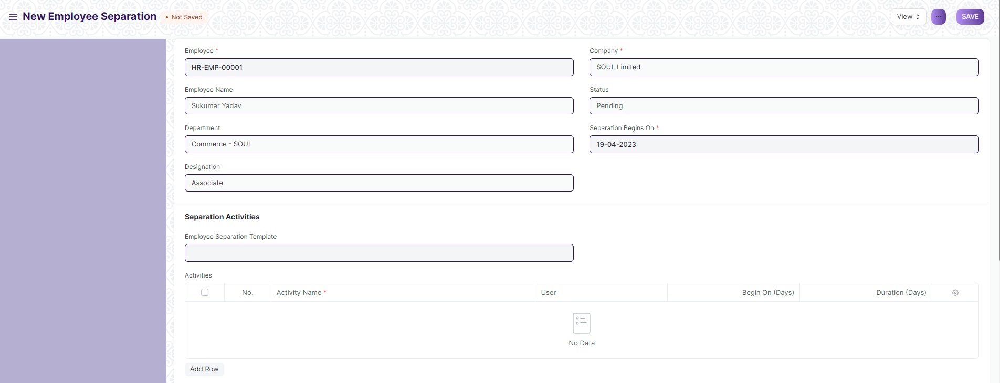 New Employee Separation
• Not Saved
View
...
SAVE
Employee *
HR-EMP-00001
Company *
SOUL Limited
Employee Name
Sukumar Yadav
Status
Pending
Department
Commerce - SOUL
Separation Begins On *
19-04-2023
Designation
Associate
Separation Activities
Employee Separation Template
Activities
No. Activity Name * User Begin On (Days) Duration (Days)
No Data
Add Row